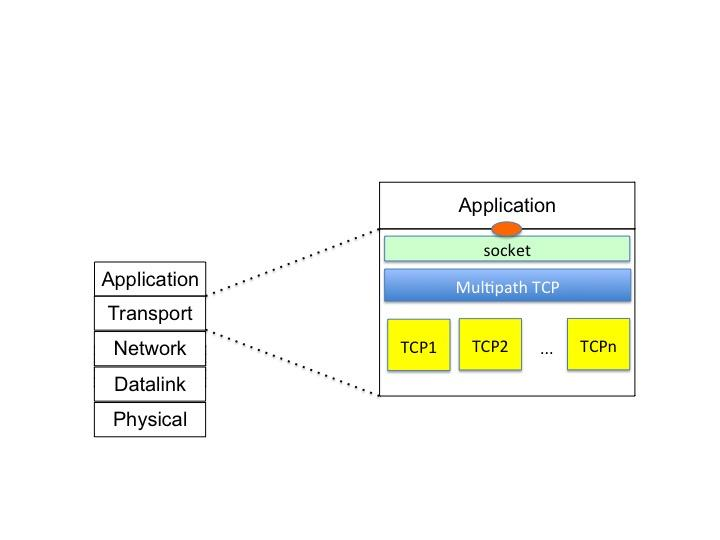 Application
Transport
Network
Datalink
Physical
Application
socket
Multipath TCP
TCP1 TCP2 ... TCPn